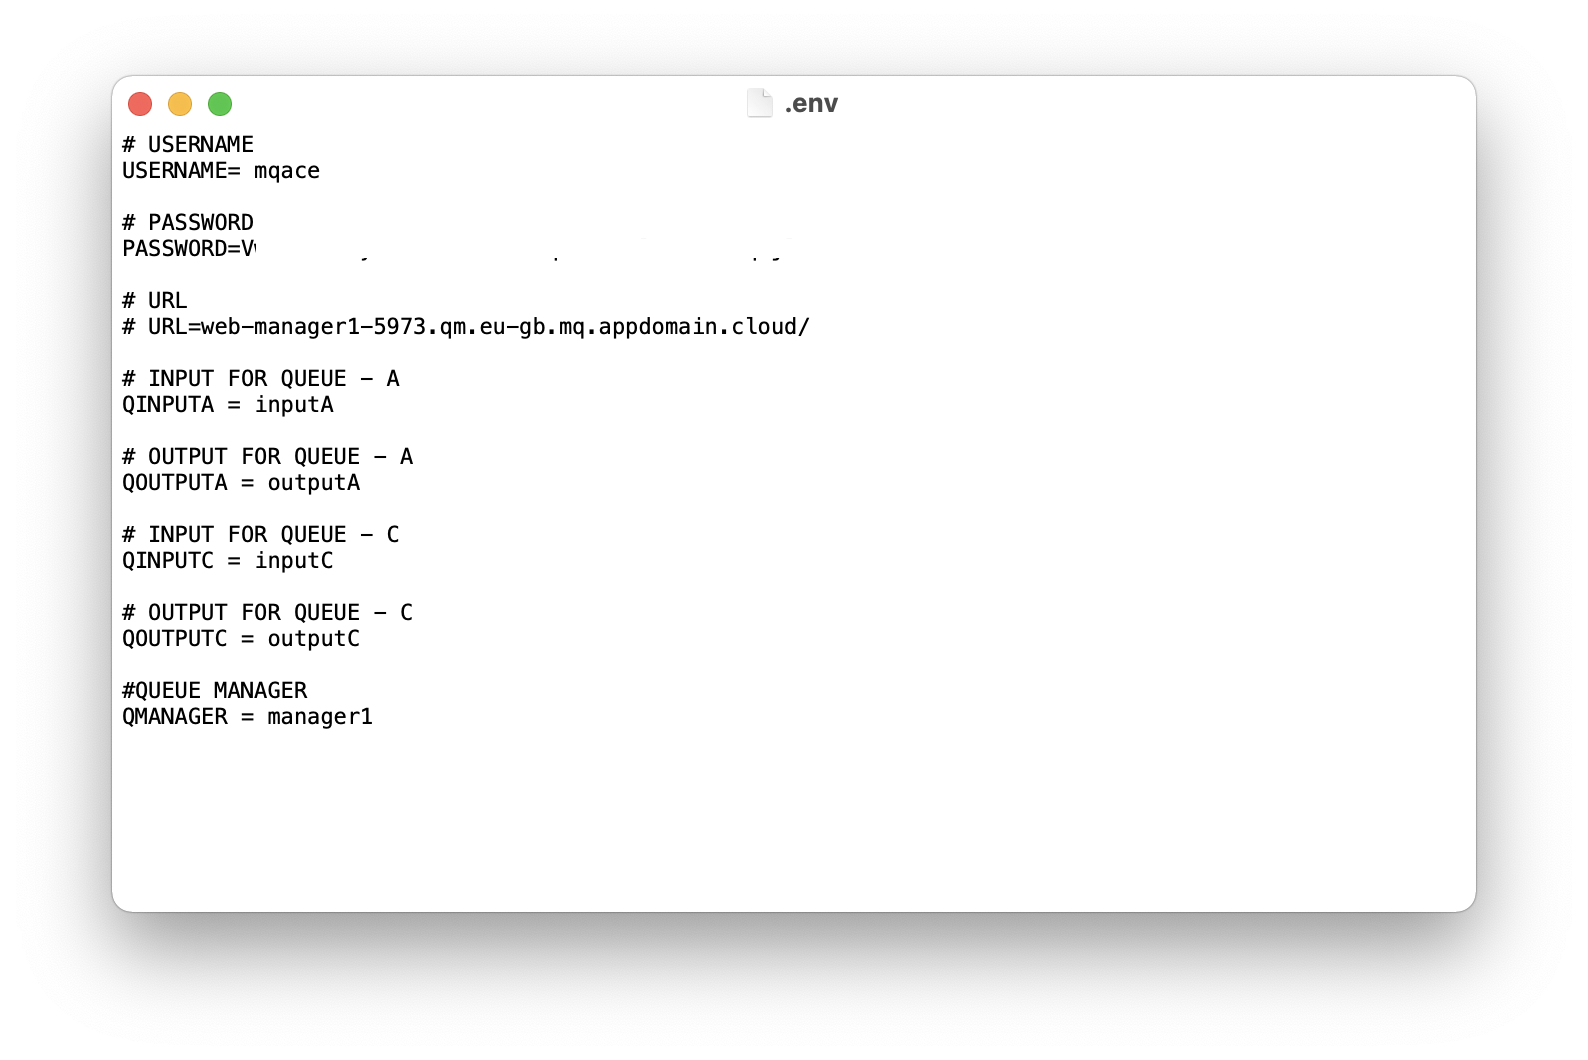 .env
# USERNAME
USERNAME= mqace
# PASSWORD
PASSWORD=
# URL
# URL=web-manager1-5973.qm.eu-gb.mq.appdomain.cloud/
# INPUT FOR QUEUE - A
QINPUTA = inputA
# OUTPUT FOR QUEUE - A
QOUTPUTA = outputA
# INPUT FOR QUEUE - C
QINPUTC = inputC
# OUTPUT FOR QUEUE - C
QOUTPUTC = outputC
#QUEUE MANAGER
QMANAGER = manager1